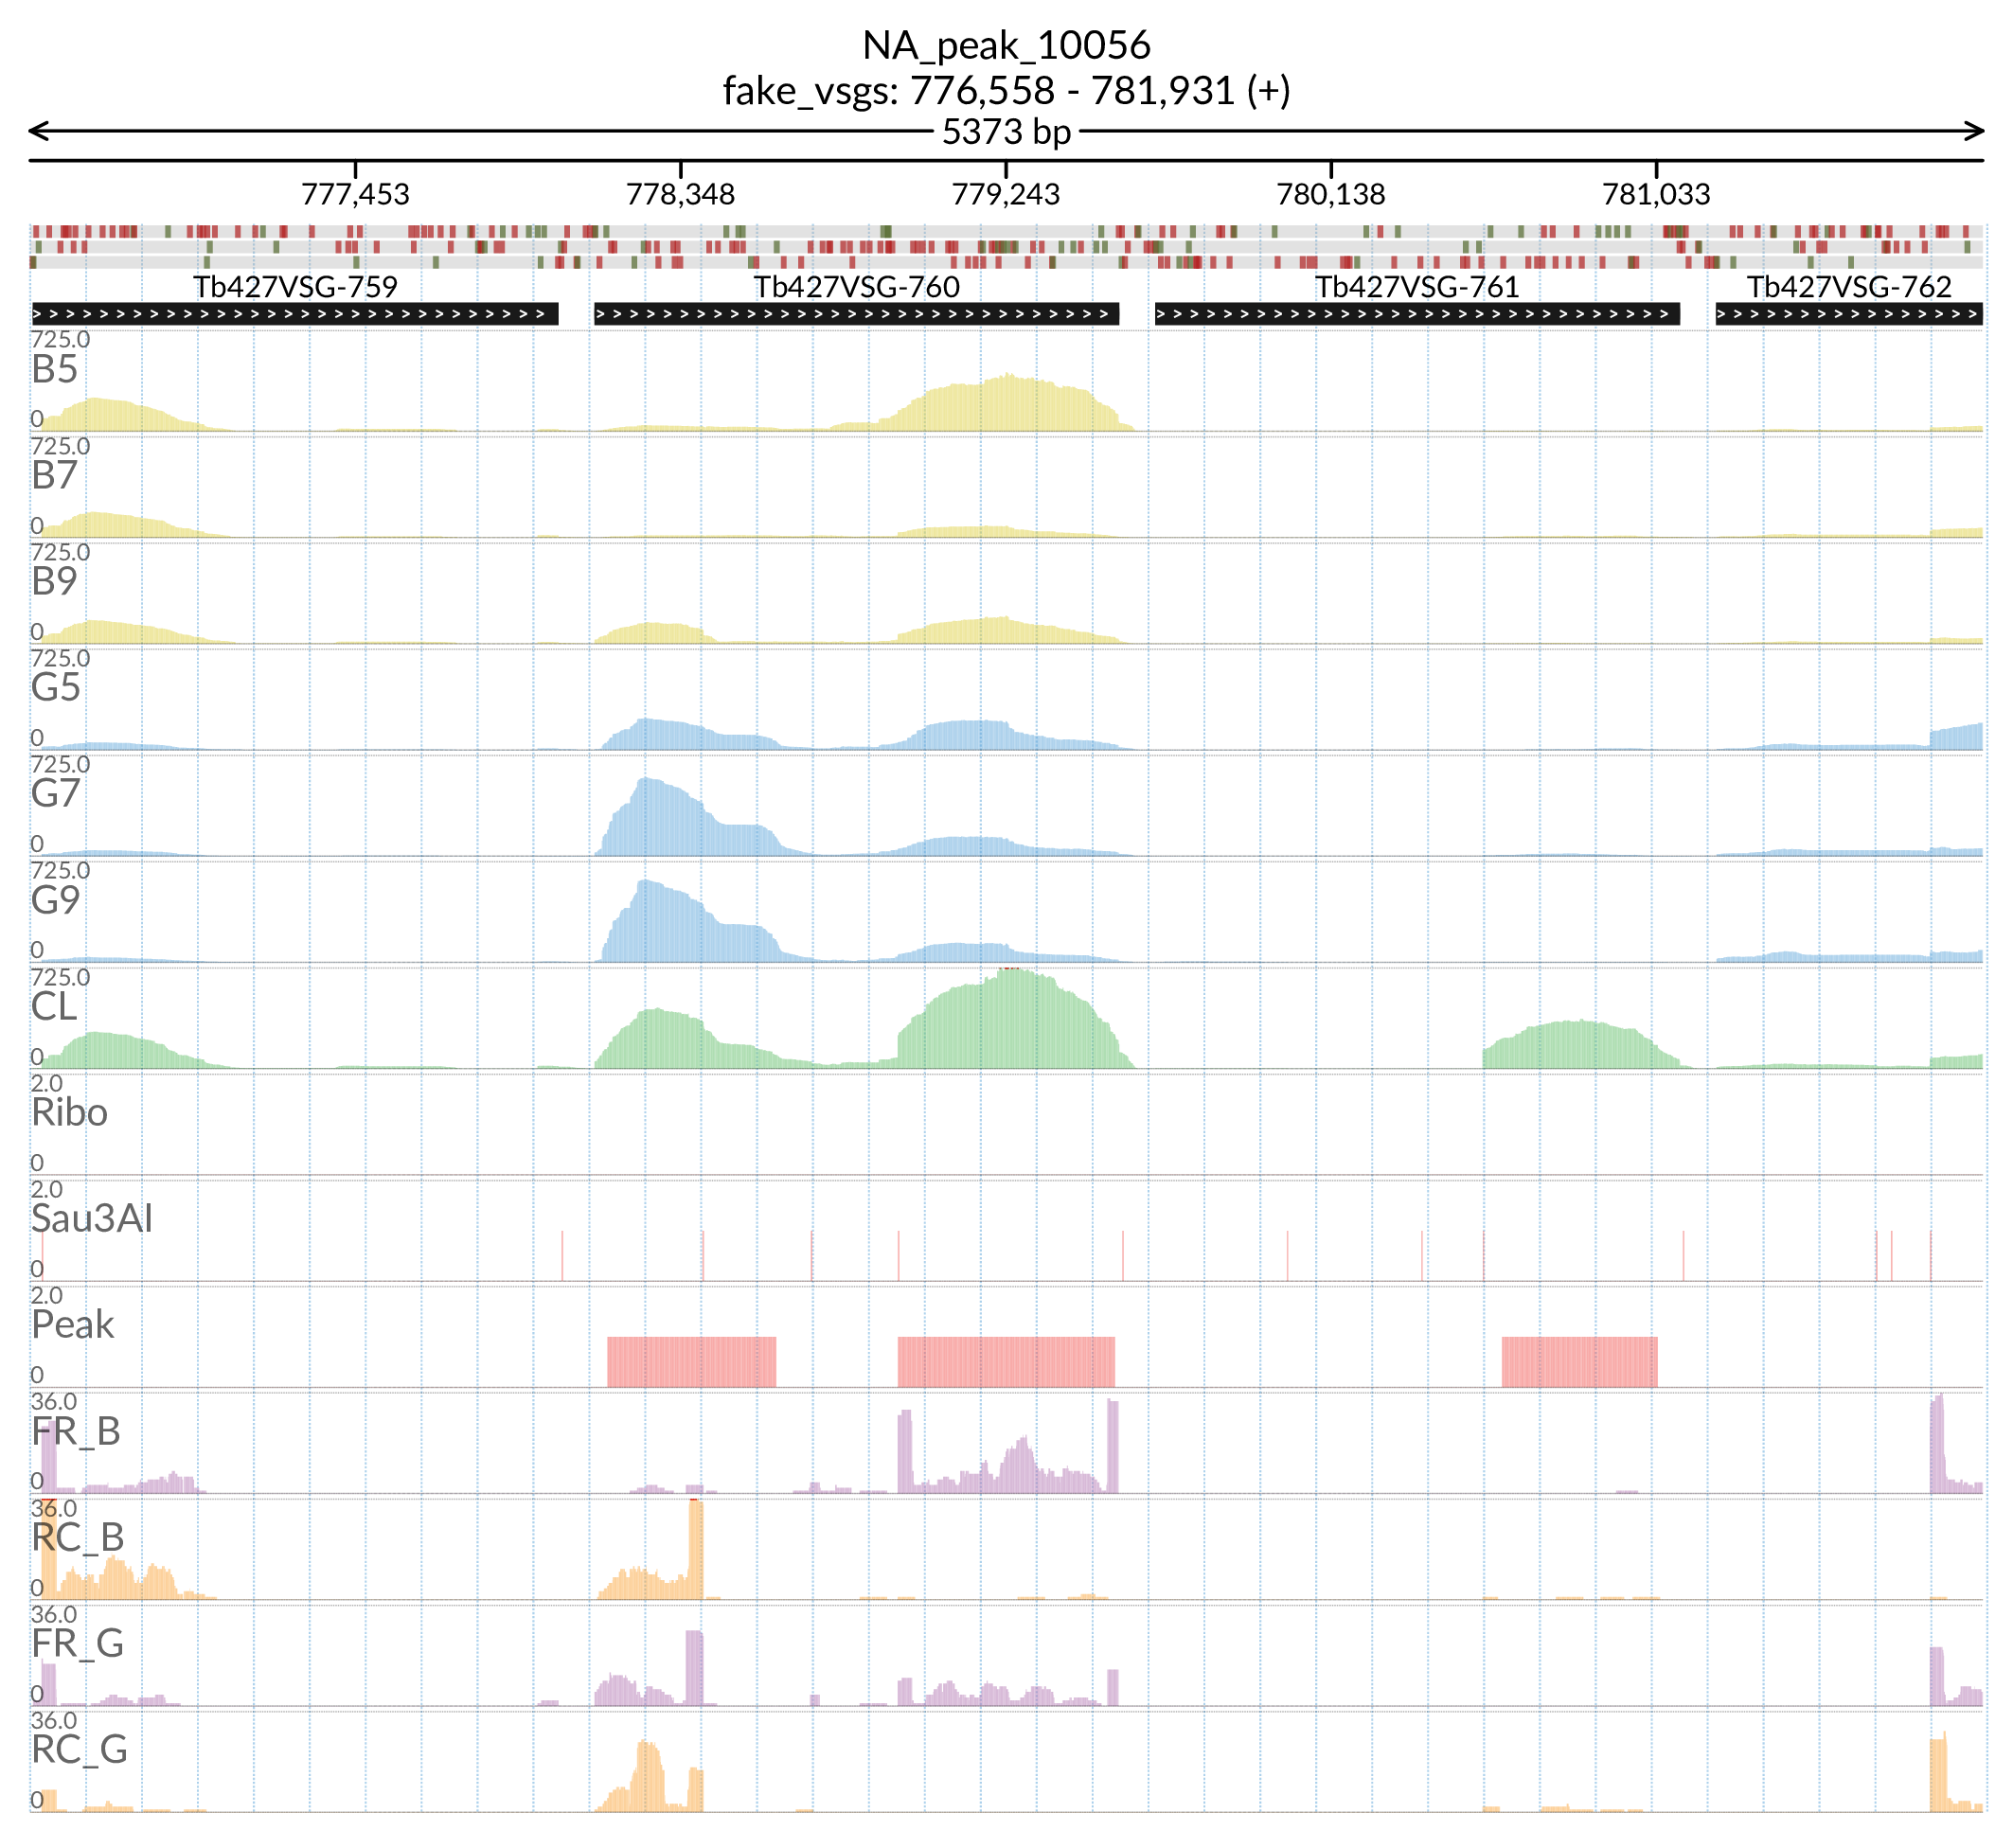 NA_peak_10056
fake_vsgs: 776,558 - 781,931 (+)
5373 bp
777,453 778,348 779,243 780,138 781,033
Tb427VSG-759 Tb427VSG-760 Tb427VSG-761 Tb427VSG-762
725.0
B5
0
725.0
B7
0
725.0
B9
0
725.0
G5
0
725.0
G7
0
725.0
G9
0
725.0
CL
0
2.0
Ribo
0
2.0
Sau3AI
0
2.0
Peak
0
36.0
FR_B
0
36.0
RC_B
0
36.0
FR_G
0
36.0
RC_G
0